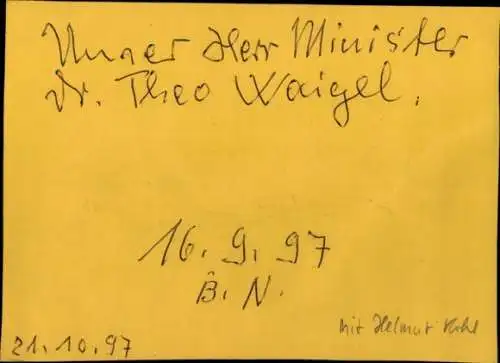 Unser Herr Minister
Dr. Theo Waigel.
16. 9. 97
B. N.
Mit Helmut Kohl
21.10.97